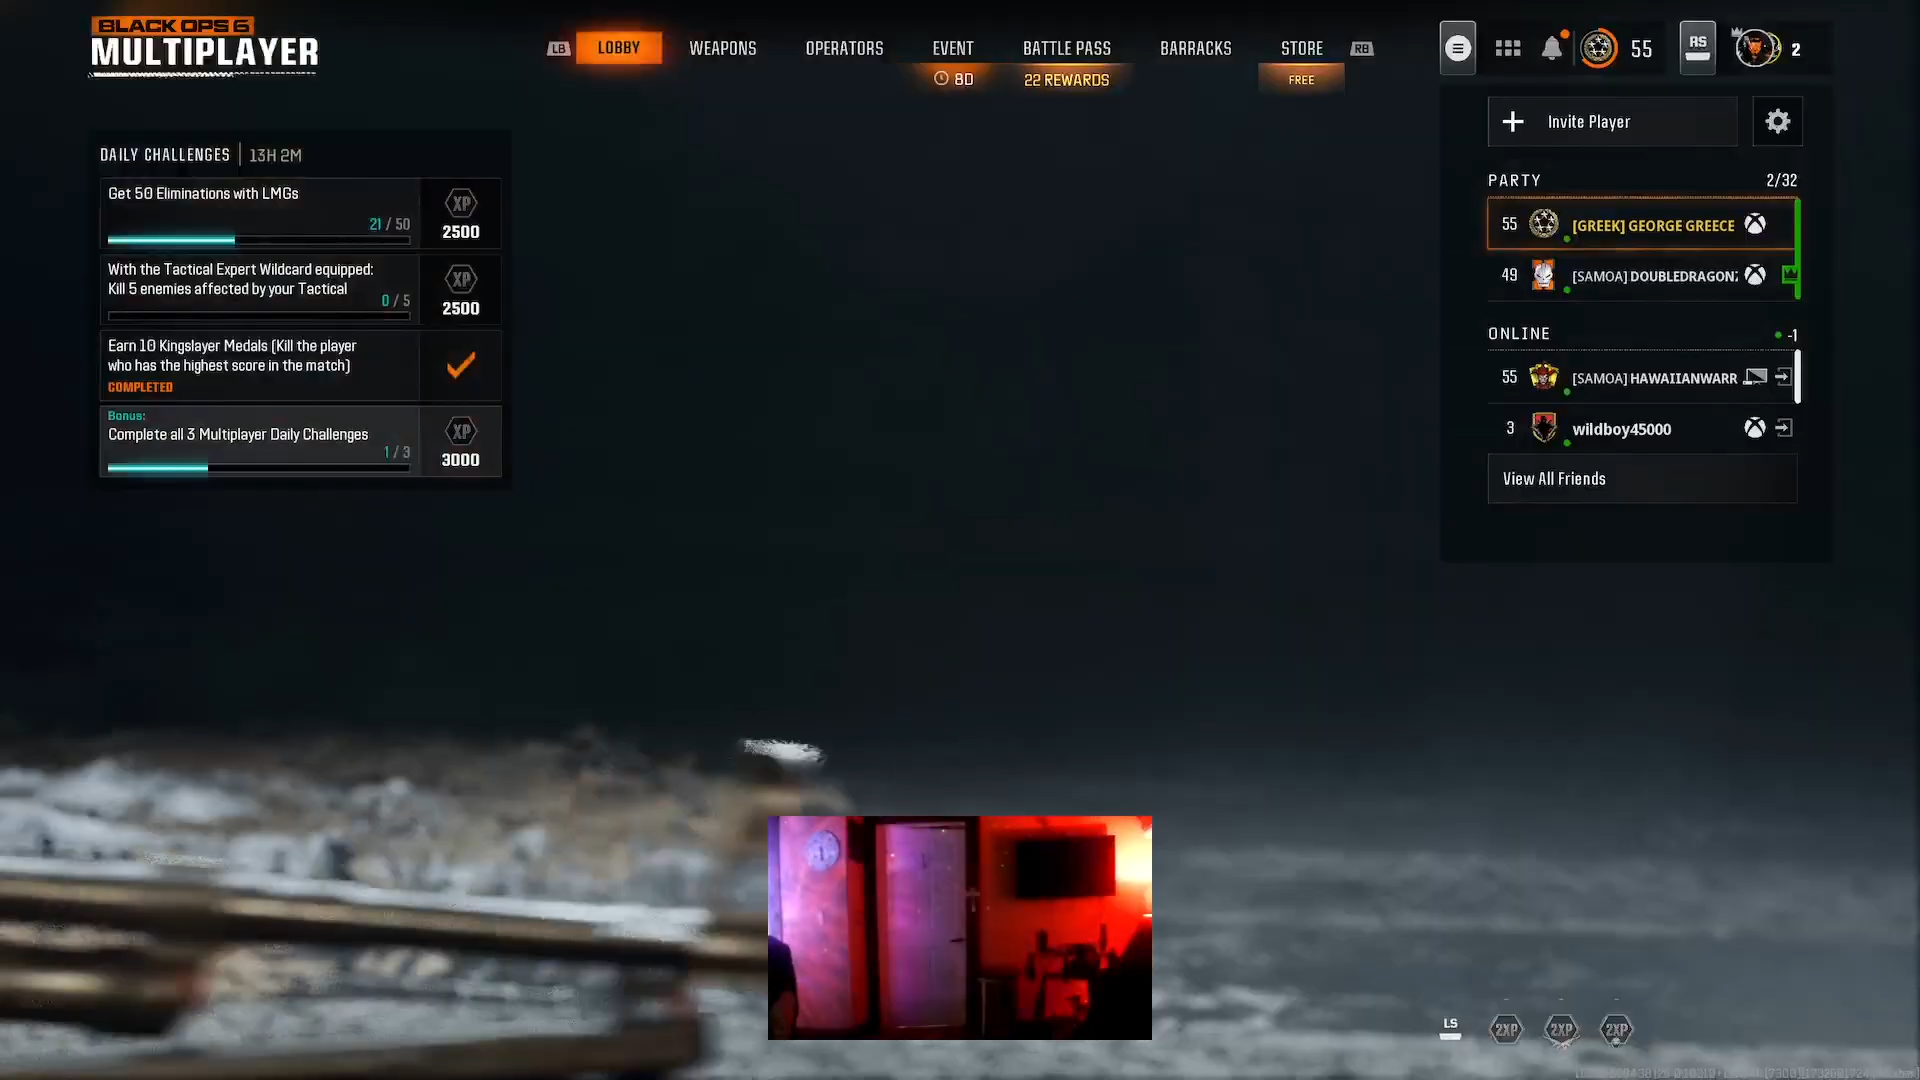 BLACK OPS 6
MULTIPLAYER
LB LOBBY WEAPONS OPERATORS EVENT BATTLE PASS BARRACKS STORE RB
8D 22 REWARDS FREE
55 RS 2
DAILY CHALLENGES 13H 2M
Get 50 Eliminations with LMGs
21 / 50
XP
2500
With the Tactical Expert Wildcard equipped:
Kill 5 enemies affected by your Tactical
0 / 5
XP
2500
Earn 10 Kingslayer Medals (Kill the player
who has the highest score in the match)
COMPLETED
Bonus:
Complete all 3 Multiplayer Daily Challenges
1 / 3
XP
3000
Invite Player
PARTY 2/32
55 [GREEK] GEORGE GREECE
49 [SAMOA] DOUBLEDRAGON
ONLINE -1
55 [SAMOA] HAWAIIANWARR
3 wildboy45000
View All Friends
LS 2XP 2XP 2XP